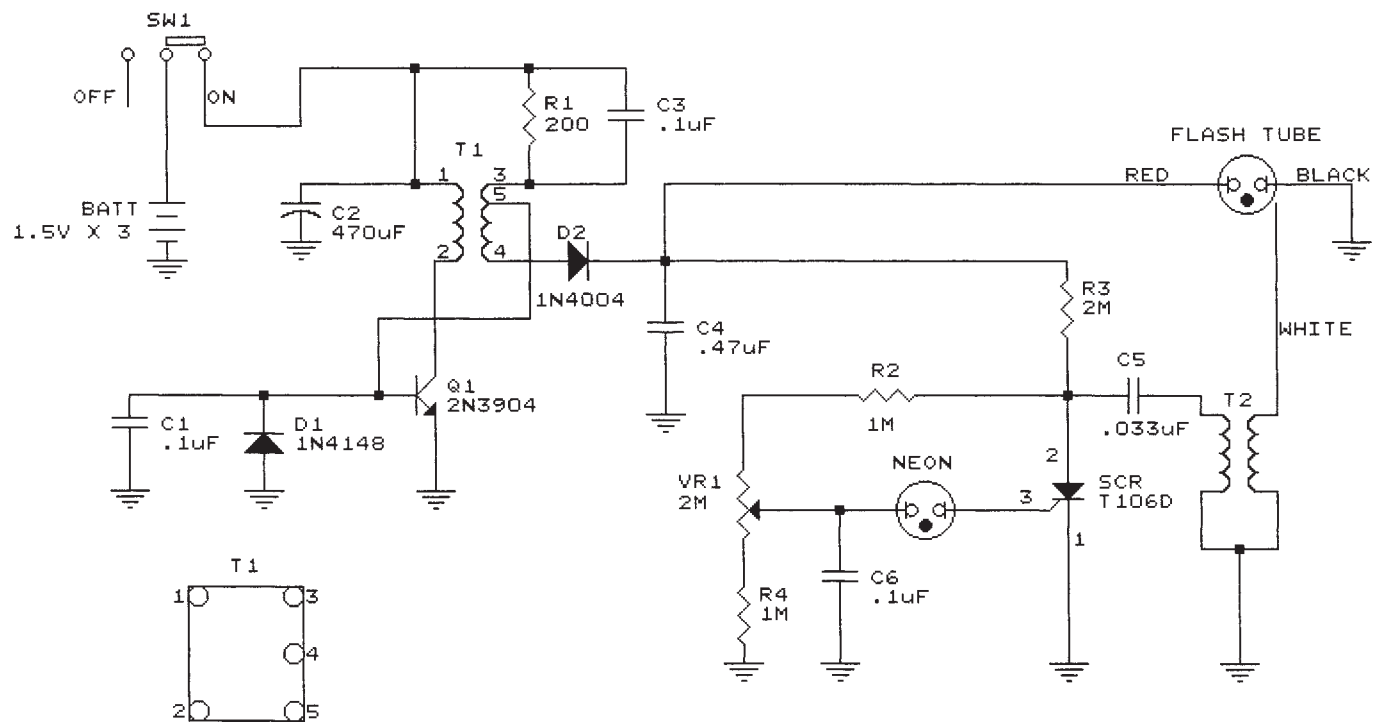 SW1
OFF
ON
BATT
1.5V X 3
C2
470uF
T1
1
2
3
5
4
R1
200
C3
.1uF
D2
1N4004
C4
.47uF
FLASH TUBE
RED
BLACK
WHITE
R3
2M
C5
.033uF
T2
R2
1M
C1
.1uF
D1
1N4148
Q1
2N3904
VR1
2M
NEON
2
3
1
SCR
T106D
R4
1M
C6
.1uF
T1
1
3
4
2
5